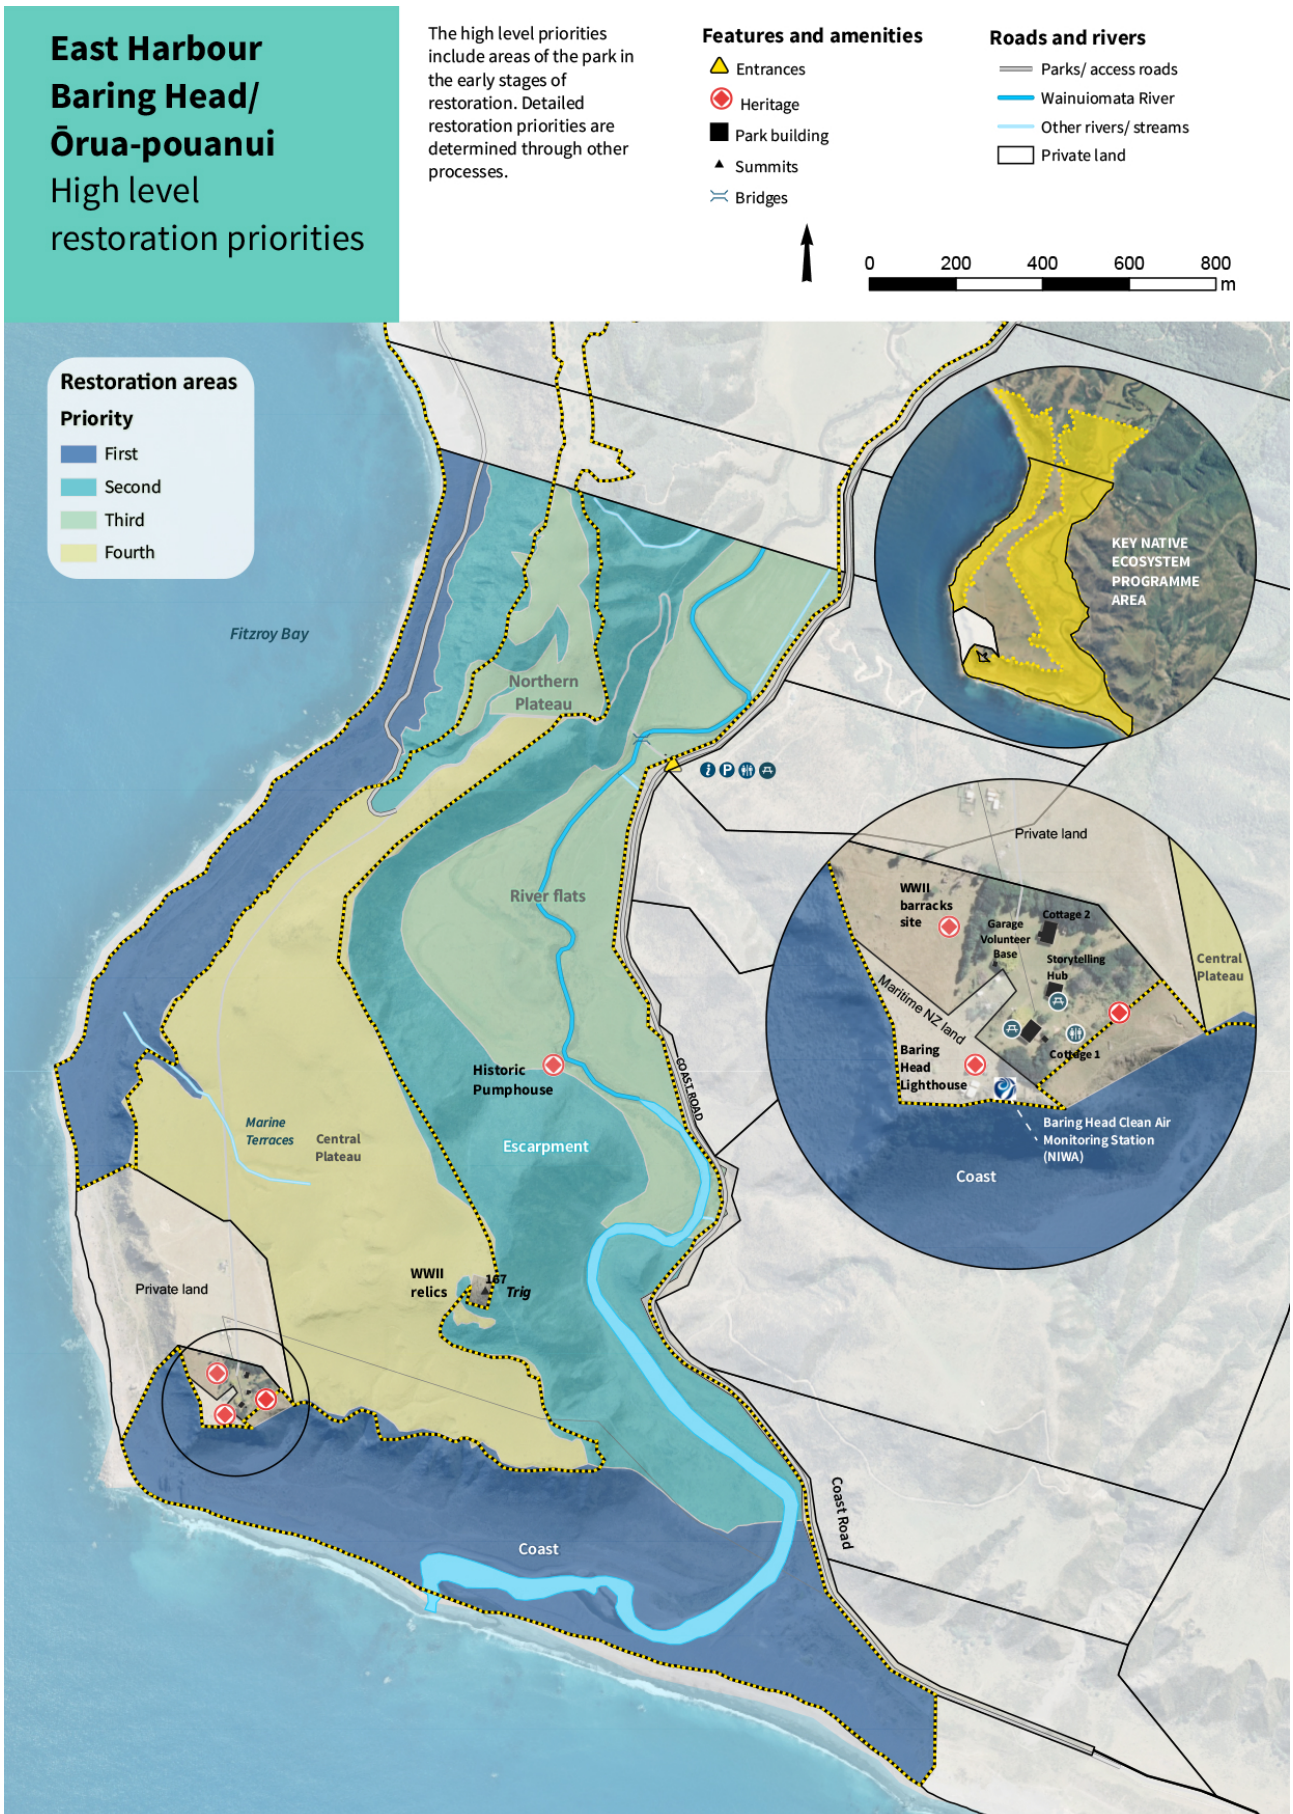 East Harbour
Baring Head/
Ōrua-pouanui
High level
restoration priorities
The high level priorities
include areas of the park in
the early stages of
restoration. Detailed
restoration priorities are
determined through other
processes.
Features and amenities
Entrances
Heritage
Park building
Summits
Bridges
Roads and rivers
Parks/ access roads
Wainuiomata River
Other rivers/ streams
Private land
0 200 400 600 800
m
Restoration areas
Priority
First
Second
Third
Fourth
KEY NATIVE
ECOSYSTEM
PROGRAMME
AREA
Fitzroy Bay
Northern
Plateau
i P
River flats
Private land
WWII
barracks
site
Cottage 2
Garage
Volunteer
Base
Storytelling
Hub
Central
Plateau
Maritime NZ land
Cottage 1
Baring
Head
Lighthouse
Baring Head Clean Air
Monitoring Station
(NIWA)
Coast
Historic
Pumphouse
COAST ROAD
Marine
Terraces
Central
Plateau
Escarpment
WWII
relics
167
Trig
Private land
Coast Road
Coast